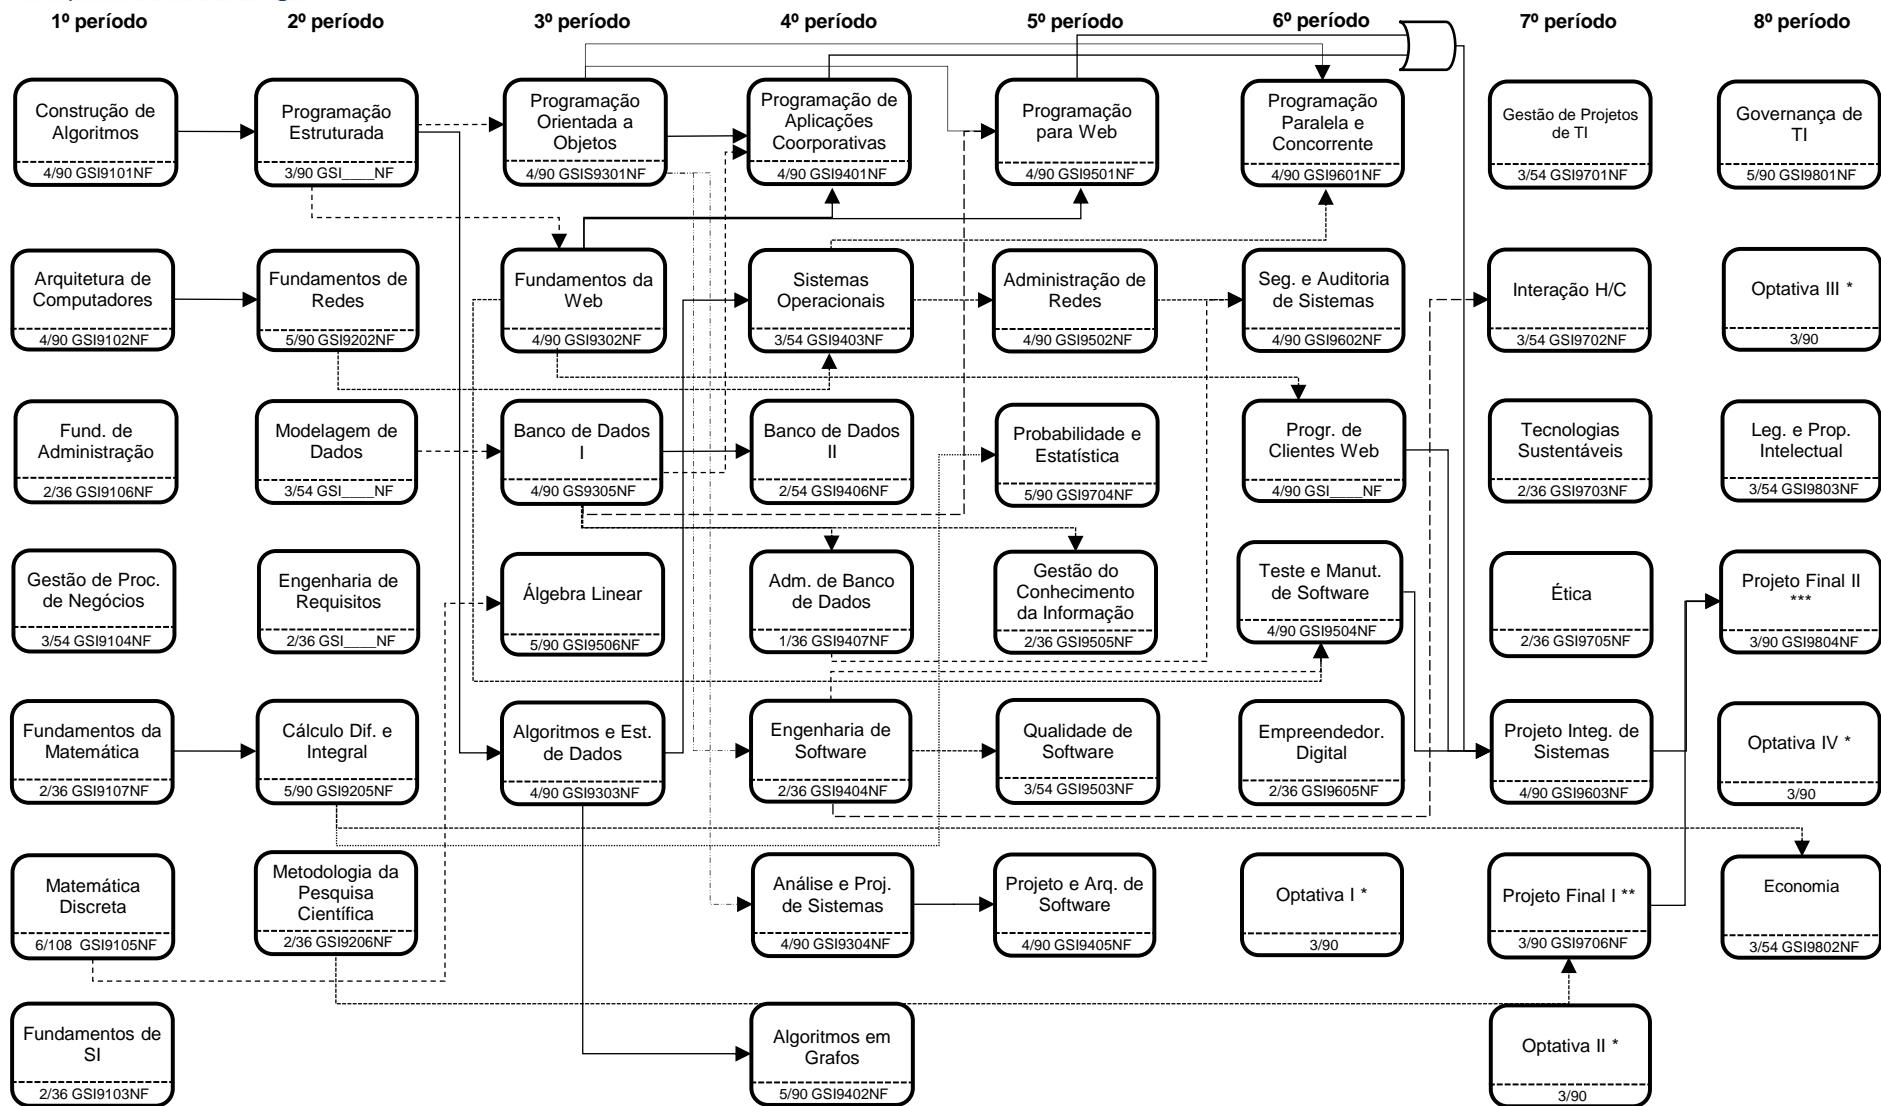 1º período
2º período
3º período
4º período
5º período
6º período
7º período
8º período
Construção de
Algoritmos
4/90 GSI9101NF
Programação
Estruturada
3/90 GSI____NF
Programação
Orientada a
Objetos
4/90 GSIS9301NF
Programação de
Aplicações
Coorporativas
4/90 GSI9401NF
Programação
para Web
4/90 GSI9501NF
Programação
Paralela e
Concorrente
4/90 GSI9601NF
Gestão de Projetos
de TI
3/54 GSI9701NF
Governança de
TI
5/90 GSI9801NF
Arquitetura de
Computadores
4/90 GSI9102NF
Fundamentos de
Redes
5/90 GSI9202NF
Fundamentos da
Web
4/90 GSI9302NF
Sistemas
Operacionais
3/54 GSI9403NF
Administração de
Redes
4/90 GSI9502NF
Seg. e Auditoria
de Sistemas
4/90 GSI9602NF
Interação H/C
3/54 GSI9702NF
Optativa III *
3/90
Fund. de
Administração
2/36 GSI9106NF
Modelagem de
Dados
3/54 GSI____NF
Banco de Dados
I
4/90 GS9305NF
Banco de Dados
II
2/54 GSI9406NF
Probabilidade e
Estatística
5/90 GSI9704NF
Progr. de
Clientes Web
4/90 GSI____NF
Tecnologias
Sustentáveis
2/36 GSI9703NF
Leg. e Prop.
Intelectual
3/54 GSI9803NF
Gestão de Proc.
de Negócios
3/54 GSI9104NF
Engenharia de
Requisitos
2/36 GSI____NF
Álgebra Linear
5/90 GSI9506NF
Adm. de Banco
de Dados
1/36 GSI9407NF
Gestão do
Conhecimento
da Informação
2/36 GSI9505NF
Teste e Manut.
de Software
4/90 GSI9504NF
Ética
2/36 GSI9705NF
Projeto Final II
***
3/90 GSI9804NF
Fundamentos da
Matemática
2/36 GSI9107NF
Cálculo Dif. e
Integral
5/90 GSI9205NF
Algoritmos e Est.
de Dados
4/90 GSI9303NF
Engenharia de
Software
2/36 GSI9404NF
Qualidade de
Software
3/54 GSI9503NF
Empreendedor.
Digital
2/36 GSI9605NF
Projeto Integ. de
Sistemas
4/90 GSI9603NF
Optativa IV *
3/90
Matemática
Discreta
6/108 GSI9105NF
Metodologia da
Pesquisa
Científica
2/36 GSI9206NF
Análise e Proj.
de Sistemas
4/90 GSI9304NF
Projeto e Arq. de
Software
4/90 GSI9405NF
Optativa I *
3/90
Projeto Final I **
3/90 GSI9706NF
Economia
3/54 GSI9802NF
Fundamentos de
SI
2/36 GSI9103NF
Algoritmos em
Grafos
5/90 GSI9402NF
Optativa II *
3/90